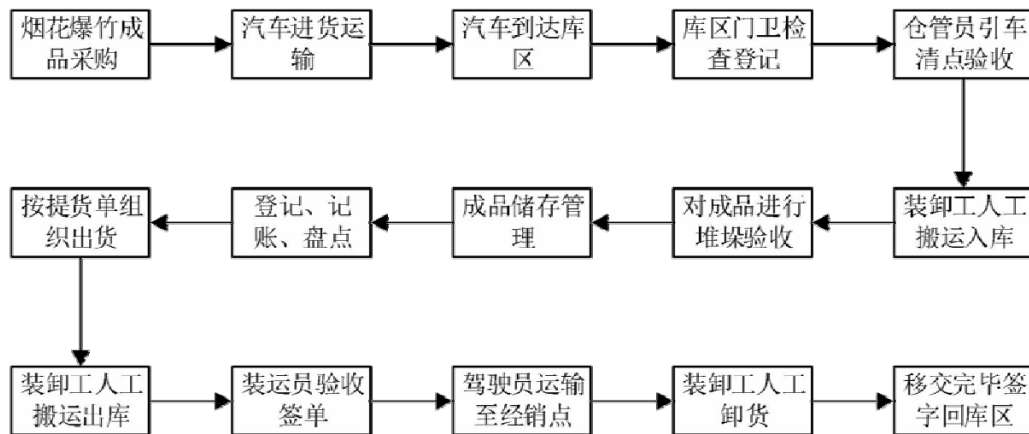 烟花爆竹成
品采购
汽车进货运
输
汽车到达库
区
库区门卫检
查登记
仓管员引车
清点验收
装卸工人工
搬运入库
对成品进行
堆垛验收
成品储存管
理
登记、记
账、盘点
按提货单组
织出货
装卸工人工
搬运出库
装运员验收
签单
驾驶员运输
至经销点
装卸工人工
卸货
移交完毕签
字回库区